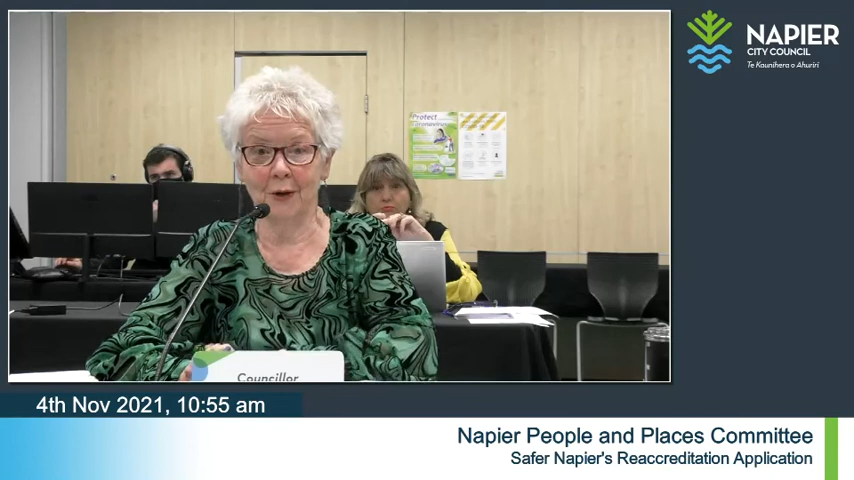 NAPIER
CITY COUNCIL
Te Kaunihera o Ahuriri
Protect
coronavirus
Councillor
4th Nov 2021, 10:55 am
Napier People and Places Committee
Safer Napier's Reaccreditation Application